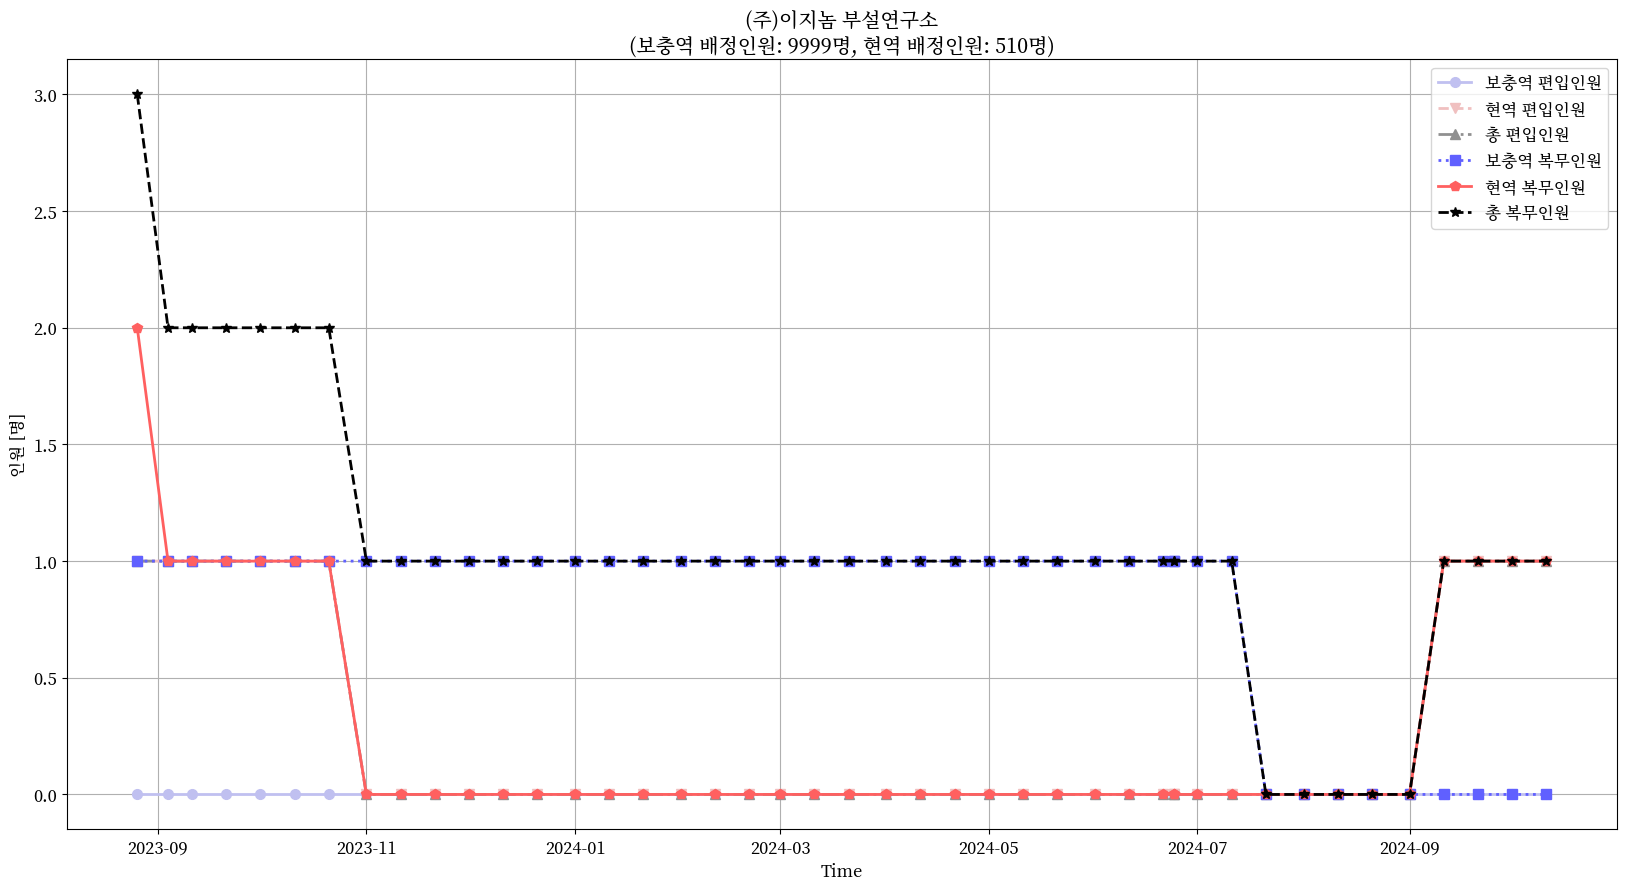 (주)이지놈 부설연구소
(보충역 배정인원: 9999명, 현역 배정인원: 510명)
보충역 편입인원
현역 편입인원
총 편입인원
보충역 복무인원
현역 복무인원
총 복무인원
3.0
2.5
2.0
1.5
1.0
0.5
0.0
인원 [명]
2023-09 2023-11 2024-01 2024-03 2024-05 2024-07 2024-09
Time